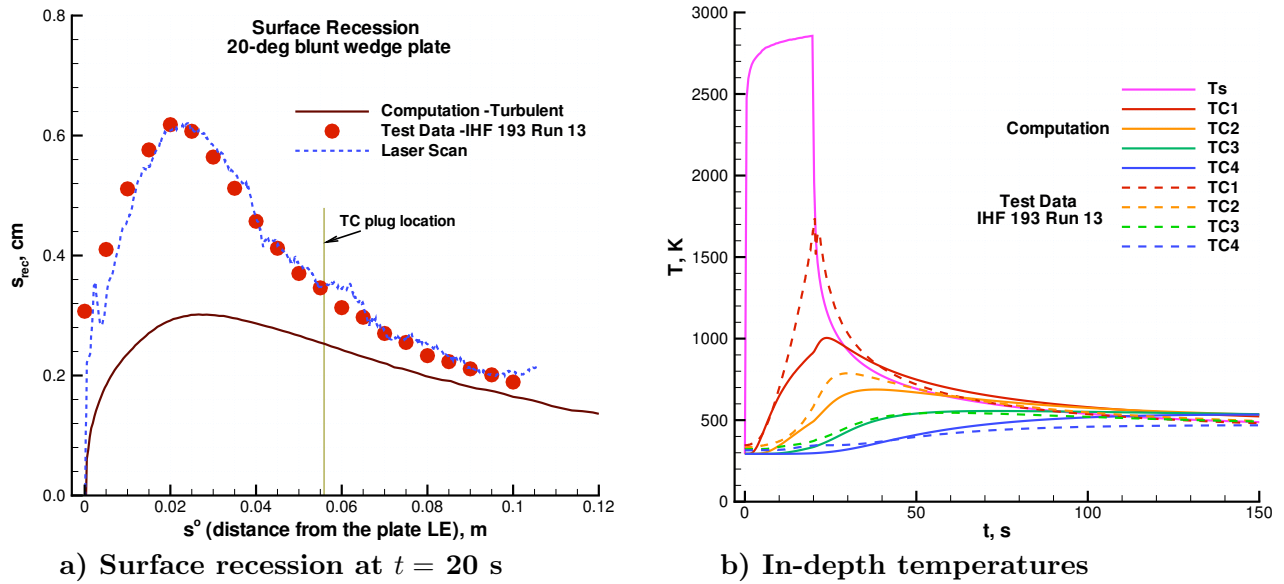 Surface Recession
20-deg blunt wedge plate
Computation -Turbulent
Test Data -IHF 193 Run 13
Laser Scan
TC plug location
s_rec, cm
0.8
0.6
0.4
0.2
0.0
0
0.02
0.04
0.06
0.08
0.1
0.12
s° (distance from the plate LE), m
a) Surface recession at t = 20 s
T, K
3000
2500
2000
1500
1000
500
0
0
50
100
150
t, s
Computation
Ts
TC1
TC2
TC3
TC4
Test Data
IHF 193 Run 13
TC1
TC2
TC3
TC4
b) In-depth temperatures